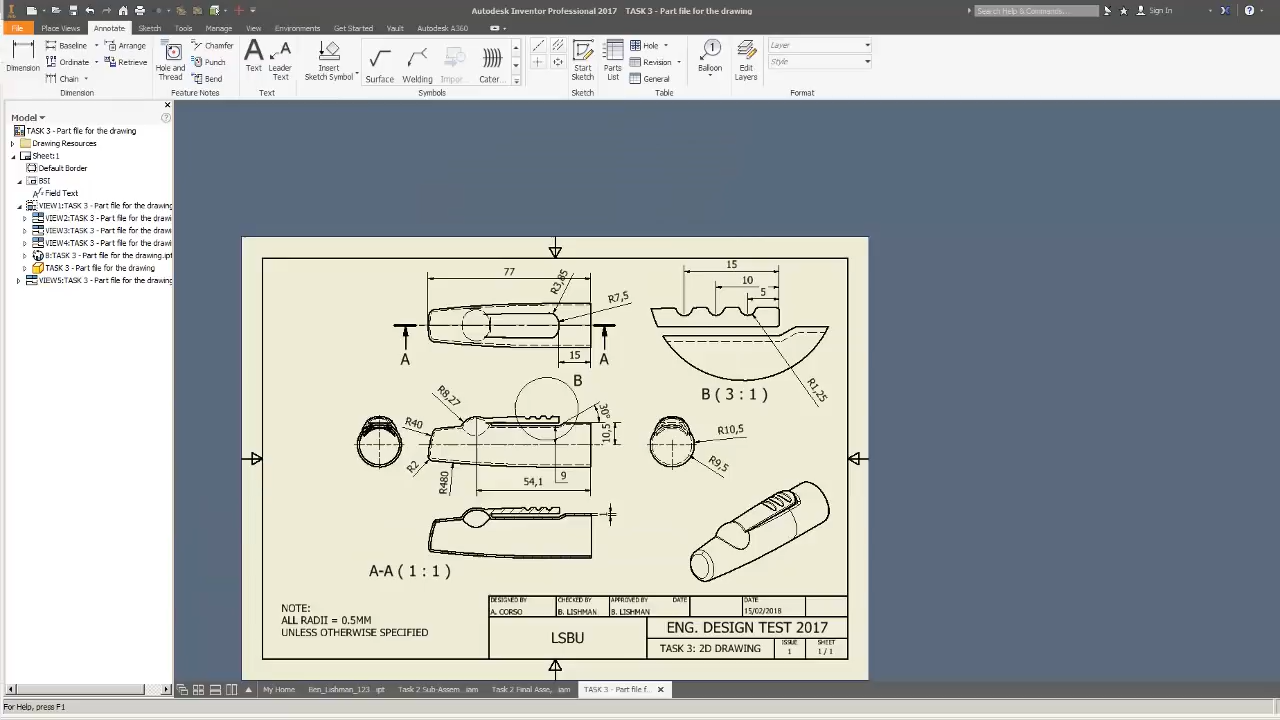 Autodesk Inventor Professional 2017 TASK 3 - Part file for the drawing
Search Help & Commands...
Sign In
File Place Views Annotate Sketch Tools Manage View Environments Get Started Vault Autodesk A360
Dimension
Baseline
Ordinate
Chain
Arrange
Retrieve
Dimension
Hole and Thread
Chamfer
Punch
Bend
Feature Notes
Text
Leader Text
Text
Insert Sketch Symbol
Surface
Welding
Impor...
Cater...
Symbols
Start Sketch
Sketch
Parts List
Hole
Revision
General
Table
Balloon
Edit Layers
Layer
Style
Format
Model
TASK 3 - Part file for the drawing
Drawing Resources
Sheet:1
Default Border
BSI
Field Text
VIEW1:TASK 3 - Part file for the drawi
VIEW2:TASK 3 - Part file for the drawi
VIEW3:TASK 3 - Part file for the drawi
VIEW4:TASK 3 - Part file for the drawi
B:TASK 3 - Part file for the drawing.ipt
TASK 3 - Part file for the drawing
VIEW5:TASK 3 - Part file for the drawing.
77
R3,85
R7,5
15
A
A
15
10
5
R1,25
B ( 3 : 1 )
B
R8,27
R40
R2
R480
30°
10,5
9
54,1
R10,5
R9,5
A-A ( 1 : 1 )
NOTE:
ALL RADII = 0.5MM
UNLESS OTHERWISE SPECIFIED
DESIGNED BY
A. CORSO
CHECKED BY
B. LISHMAN
APPROVED BY
B. LISHMAN
DATE
DATE
15/02/2018
LSBU
ENG. DESIGN TEST 2017
TASK 3: 2D DRAWING
ISSUE
1
SHEET
1 / 1
My Home
Ben_Lishman_123...ipt
Task 2 Sub-Assem...iam
Task 2 Final Asse,...iam
TASK 3 - Part file f...
For Help, press F1